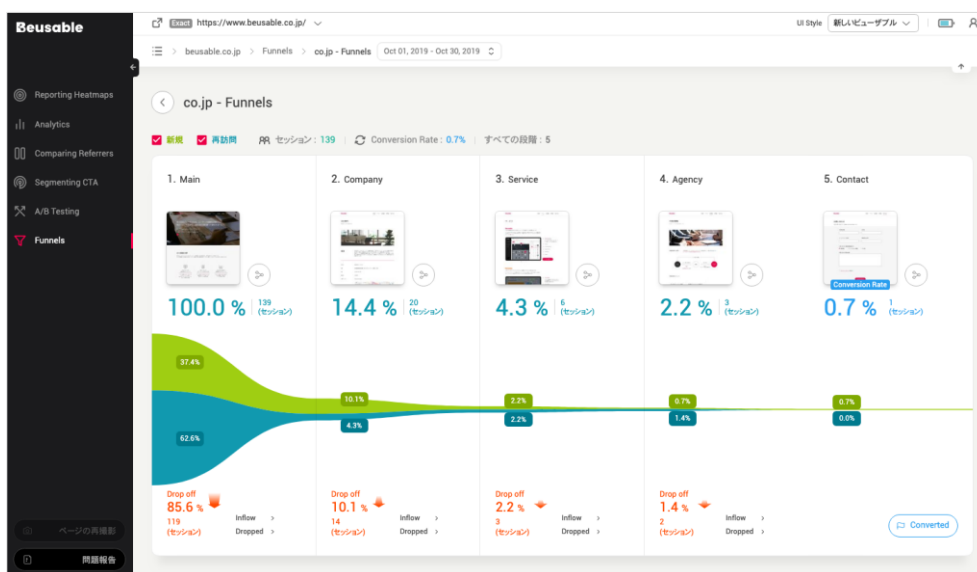 Beusable
Exact https://www.beusable.co.jp/
UI Style 新しいビューザブル
beusable.co.jp > Funnels > co.jp - Funnels Oct 01, 2019 - Oct 30, 2019
Reporting Heatmaps
Analytics
Comparing Referrers
Segmenting CTA
A/B Testing
Funnels
ページの再撮影
問題報告
co.jp - Funnels
新規 再訪問 セッション : 139 Conversion Rate : 0.7% すべての段階 : 5
1. Main
100.0 % 139 (セッション)
37.4%
62.6%
Drop off
85.6 %
119
(セッション)
Inflow >
Dropped >
2. Company
14.4 % 20 (セッション)
10.1%
4.3%
Drop off
10.1 %
14
(セッション)
Inflow >
Dropped >
3. Service
4.3 % 6 (セッション)
2.2%
2.2%
Drop off
2.2 %
3
(セッション)
Inflow >
Dropped >
4. Agency
2.2 % 3 (セッション)
0.7%
1.4%
Drop off
1.4 %
2
(セッション)
Inflow >
Dropped >
5. Contact
Conversion Rate
0.7 % 1 (セッション)
0.7%
0.0%
Converted